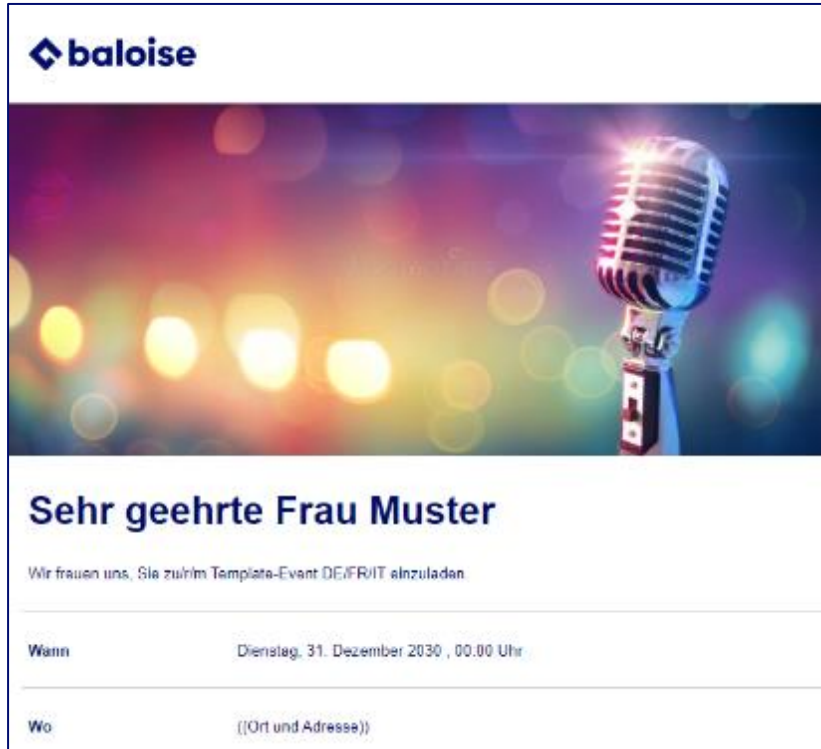 baloise
Sehr geehrte Frau Muster
Wir freuen uns, Sie zu/r/m Template-Event DE/FR/IT einzuladen
Wann Dienstag, 31. Dezember 2030 , 00:00 Uhr
Wo ((Ort und Adresse))